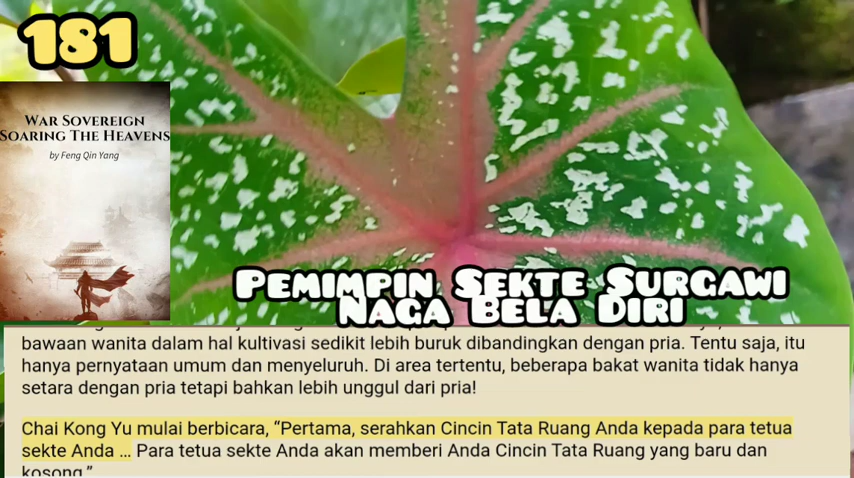 181
WAR SOVEREIGN
SOARING THE HEAVENS
by Feng Qin Yang
PEMIMPIN SEKTE SURGAWI
NAGA BELA DIRI
bawaan wanita dalam hal kultivasi sedikit lebih buruk dibandingkan dengan pria. Tentu saja, itu
hanya pernyataan umum dan menyeluruh. Di area tertentu, beberapa bakat wanita tidak hanya
setara dengan pria tetapi bahkan lebih unggul dari pria!
Chai Kong Yu mulai berbicara, “Pertama, serahkan Cincin Tata Ruang Anda kepada para tetua
sekte Anda ... Para tetua sekte Anda akan memberi Anda Cincin Tata Ruang yang baru dan
kosong.”